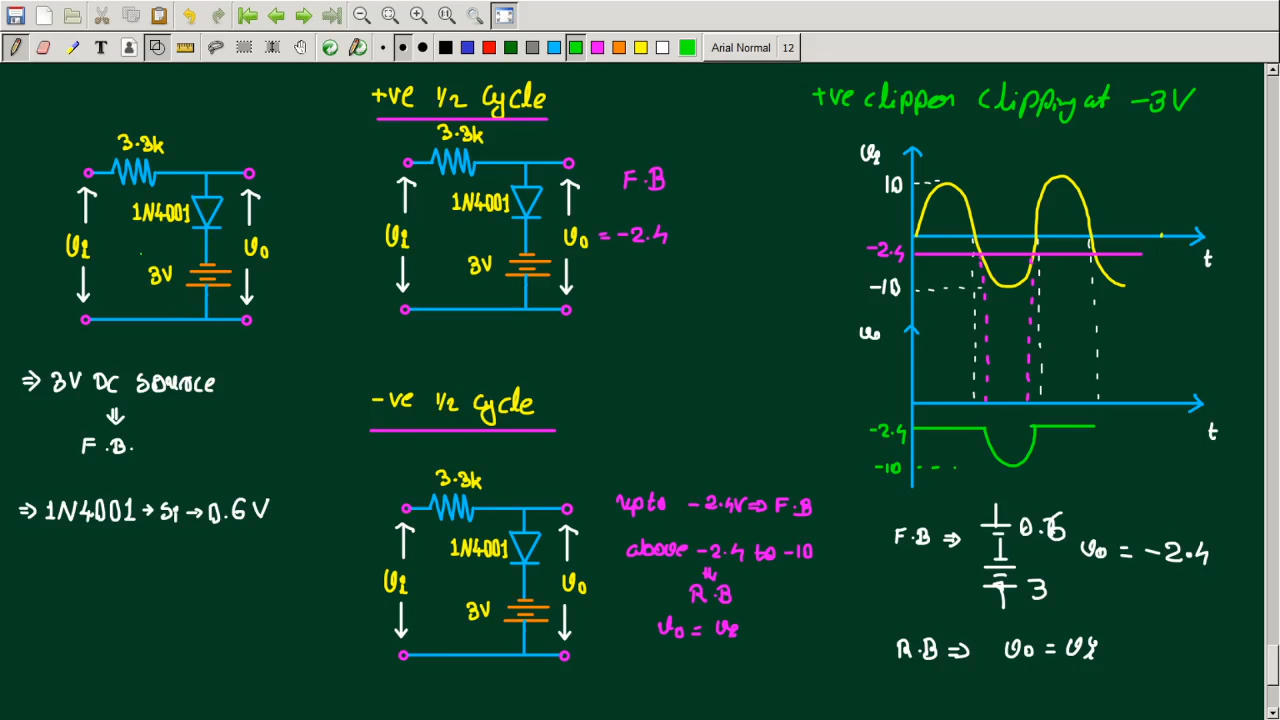 Arial Normal 12
+ve 1/2 cycle
+ve clipper clipping at -3V
3.3k
1N4001
3V
Vi
Vo
3.3k
1N4001
3V
Vi
Vo = -2.4
F.B
Vi
10
-2.4
-10
t
Vo
-2.4
-10
t
⇒ 3V DC source
⇓
F.B.
⇒ 1N4001 → Si → 0.6V
-ve 1/2 cycle
3.3k
1N4001
3V
Vi
Vo
upto -2.4V ⇒ F.B
above -2.4 to -10
⇓
R.B
Vo = Vi
F.B ⇒ 0.6 Vo = -2.4
3
R.B ⇒ Vo = Vi